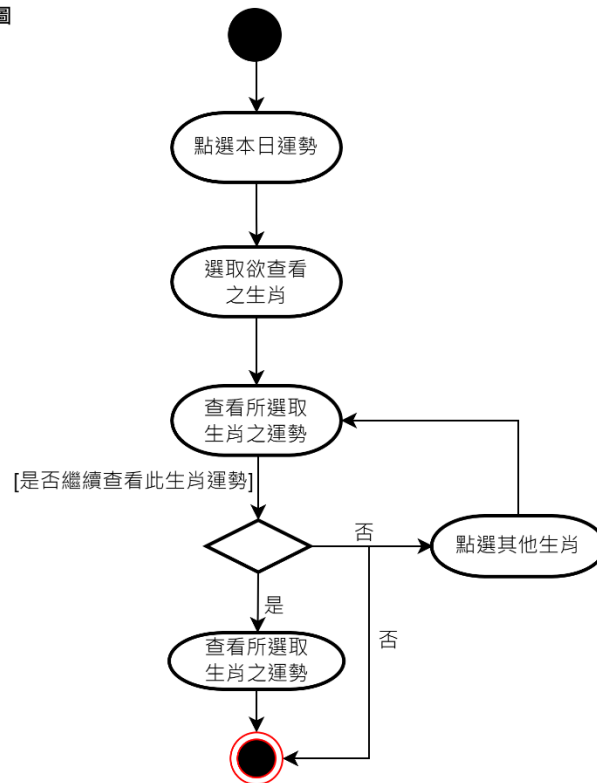 圖
點選本日運勢
選取欲查看
之生肖
查看所選取
生肖之運勢
[是否繼續查看此生肖運勢]
否
點選其他生肖
是
否
查看所選取
生肖之運勢